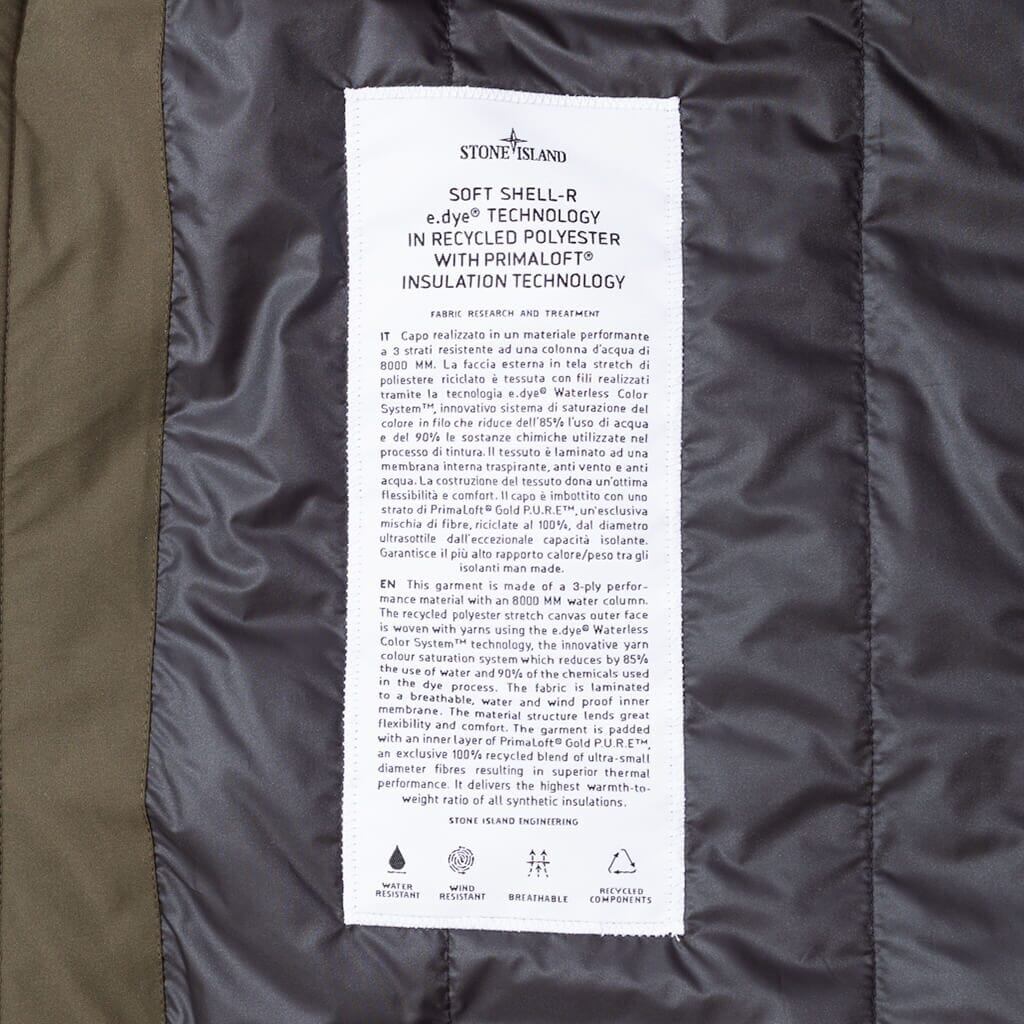 STONE ISLAND
SOFT SHELL-R
e.dye® TECHNOLOGY
IN RECYCLED POLYESTER
WITH PRIMALOFT®
INSULATION TECHNOLOGY
FABRIC RESEARCH AND TREATMENT
IT Capo realizzato in un materiale performante
a 3 strati resistente ad una colonna d'acqua di
8000 MM. La faccia esterna in tela stretch di
poliestere riciclato è tessuta con fili realizzati
tramite la tecnologia e.dye® Waterless Color
System™, innovativo sistema di saturazione del
colore in filo che riduce dell'85% l'uso di acqua
e del 90% le sostanze chimiche utilizzate nel
processo di tintura. Il tessuto è laminato ad una
membrana interna traspirante, anti vento e anti
acqua. La costruzione del tessuto dona un'ottima
flessibilità e comfort. Il capo è imbottito con uno
strato di PrimaLoft® Gold P.U.R.E™, un'esclusiva
mischia di fibre, riciclate al 100%, dal diametro
ultrasottile dall'eccezionale capacità isolante.
Garantisce il più alto rapporto calore/peso tra gli
isolanti man made.
EN This garment is made of a 3-ply perfor-
mance material with an 8000 MM water column.
The recycled polyester stretch canvas outer face
is woven with yarns using the e.dye® Waterless
Color System™ technology, the innovative yarn
colour saturation system which reduces by 85%
the use of water and 90% of the chemicals used
in the dye process. The fabric is laminated
to a breathable, water and wind proof inner
membrane. The material structure lends great
flexibility and comfort. The garment is padded
with an inner layer of PrimaLoft® Gold P.U.R.E™,
an exclusive 100% recycled blend of ultra-small
diameter fibres resulting in superior thermal
performance. It delivers the highest warmth-to-
weight ratio of all synthetic insulations.
STONE ISLAND ENGINEERING
WATER
RESISTANT
WIND
RESISTANT
BREATHABLE
RECYCLED
COMPONENTS